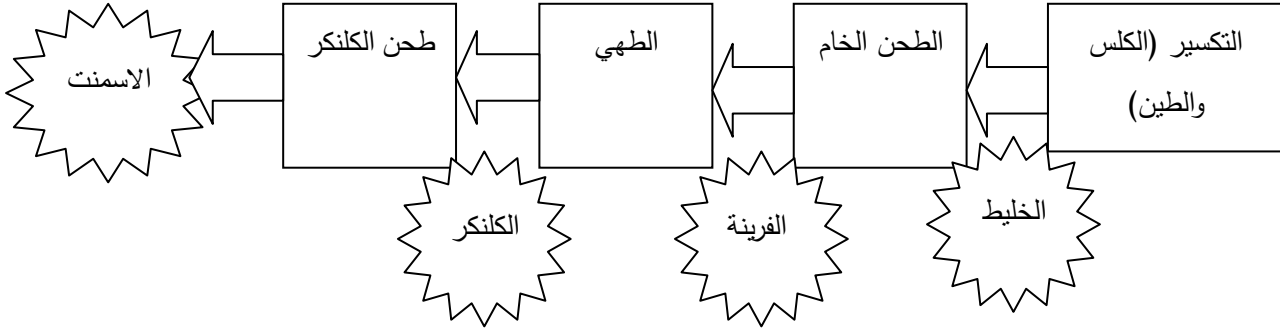 التكسير (الكلس
والطين)
الطحن الخام
الطهي
طحن الكلنكر
الاسمنت
الخليط
الفرينة
الكلنكر